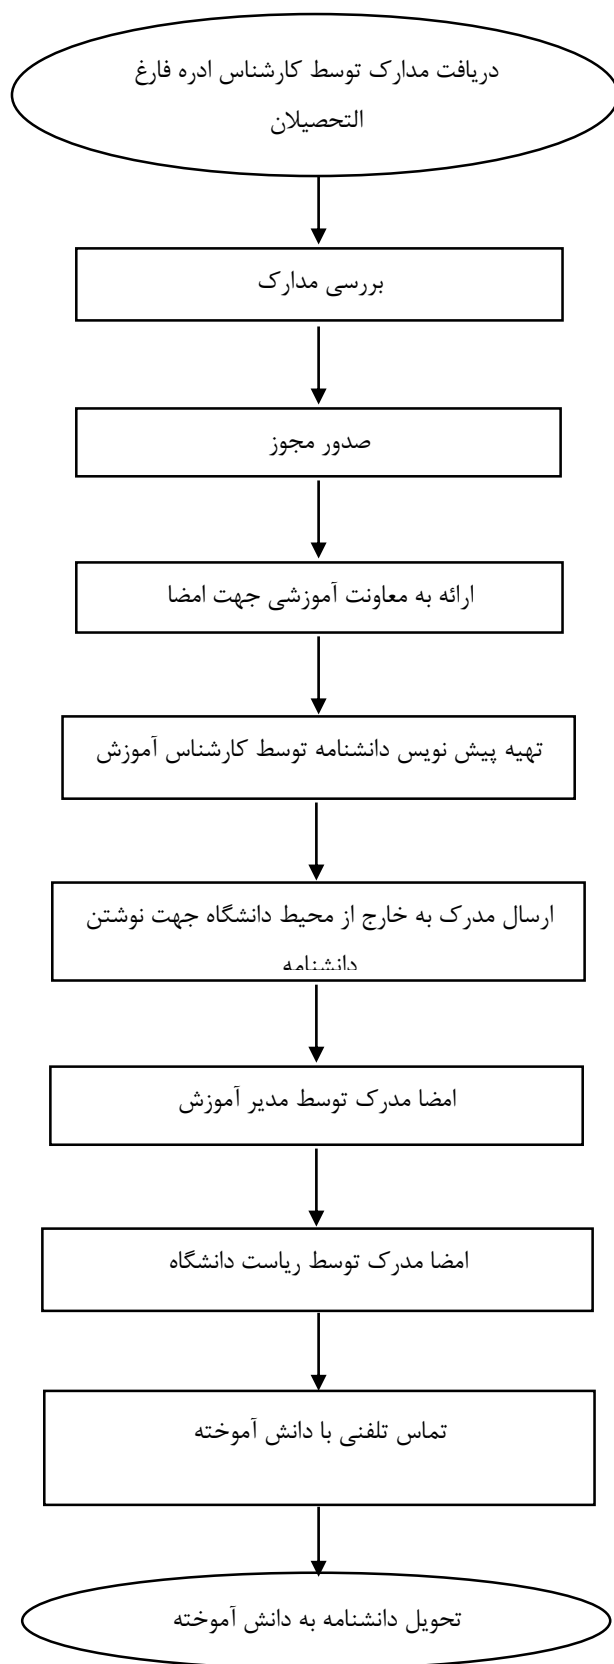 دریافت مدارک توسط کارشناس ادره فارغ
التحصیلان
بررسی مدارک
صدور مجوز
ارائه به معاونت آموزشی جهت امضا
تهیه پیش نویس دانشنامه توسط کارشناس آموزش
ارسال مدرک به خارج از محیط دانشگاه جهت نوشتن
دانشنامه
امضا مدرک توسط مدیر آموزش
امضا مدرک توسط ریاست دانشگاه
تماس تلفنی با دانش آموخته
تحویل دانشنامه به دانش آموخته